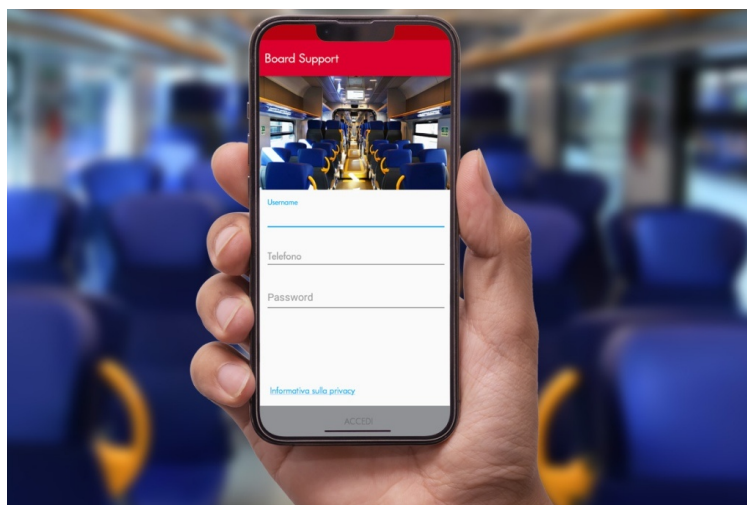 Board Support
Username
Telefono
Password
Informativa sulla privacy
ACCEDI